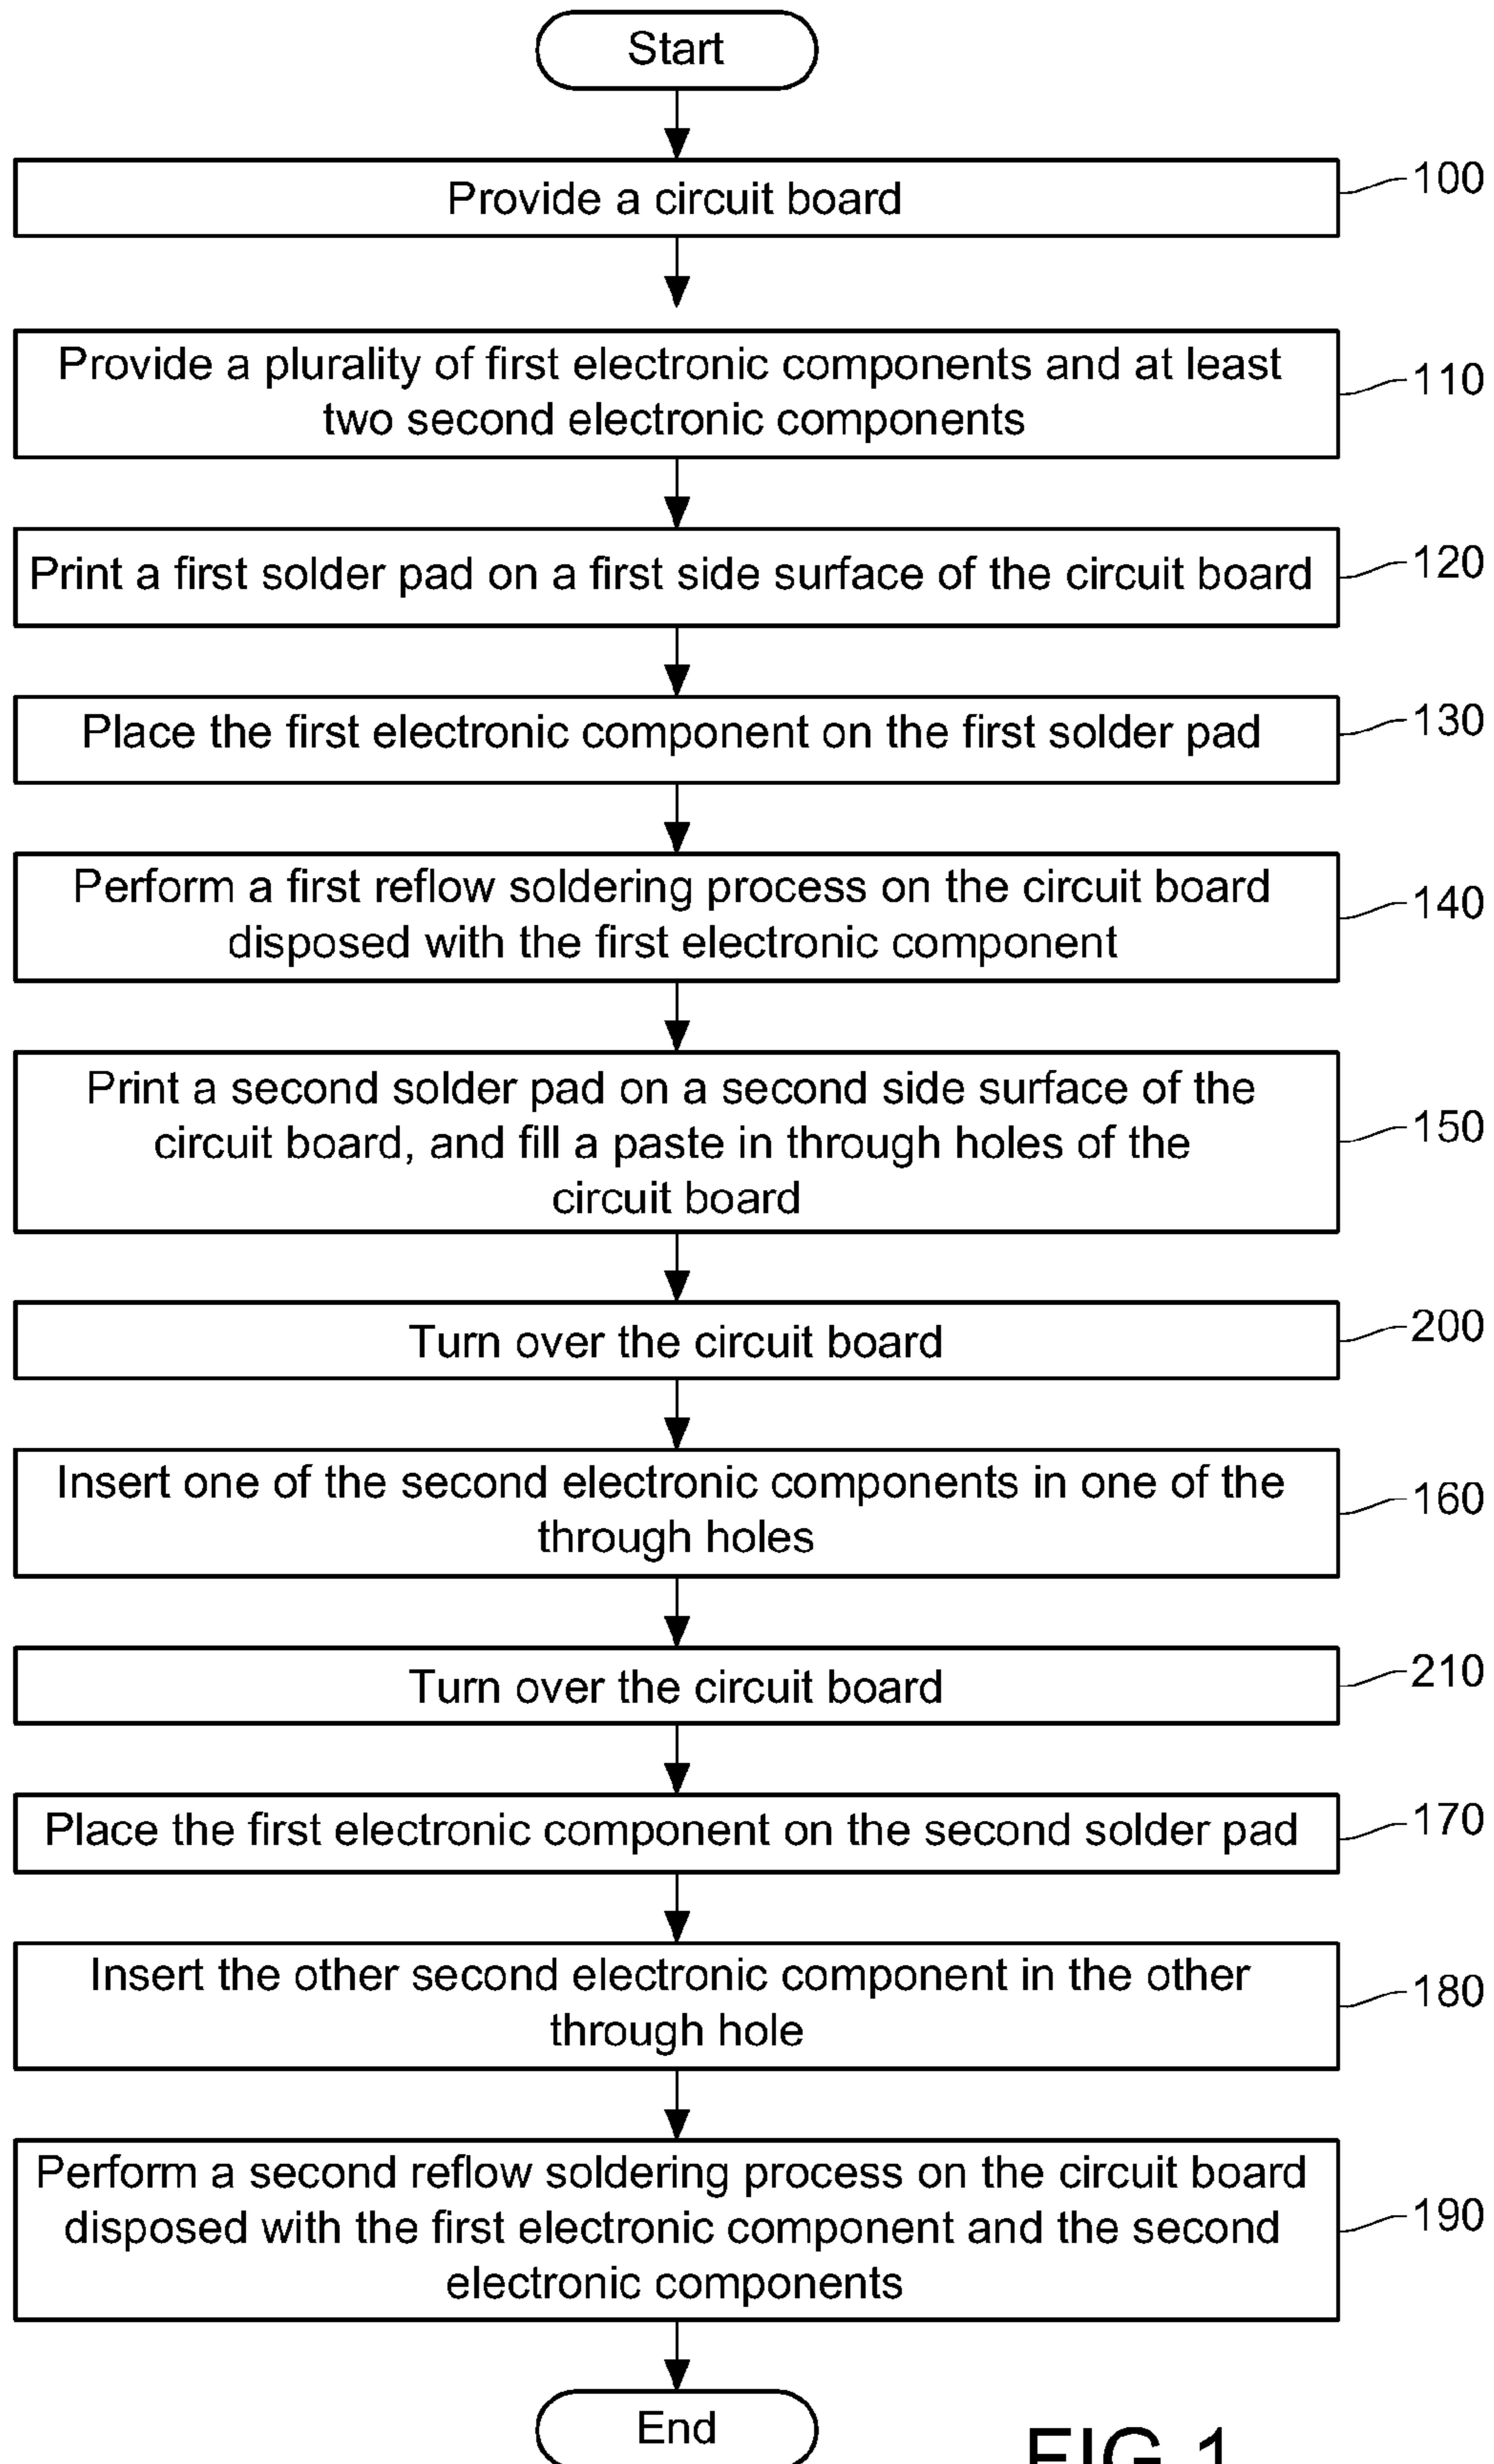 Start
Provide a circuit board
100
Provide a plurality of first electronic components and at least
two second electronic components
110
Print a first solder pad on a first side surface of the circuit board
120
Place the first electronic component on the first solder pad
130
Perform a first reflow soldering process on the circuit board
disposed with the first electronic component
140
Print a second solder pad on a second side surface of the
circuit board, and fill a paste in through holes of the
circuit board
150
Turn over the circuit board
200
Insert one of the second electronic components in one of the
through holes
160
Turn over the circuit board
210
Place the first electronic component on the second solder pad
170
Insert the other second electronic component in the other
through hole
180
Perform a second reflow soldering process on the circuit board
disposed with the first electronic component and the second
electronic components
190
End
FIG.1